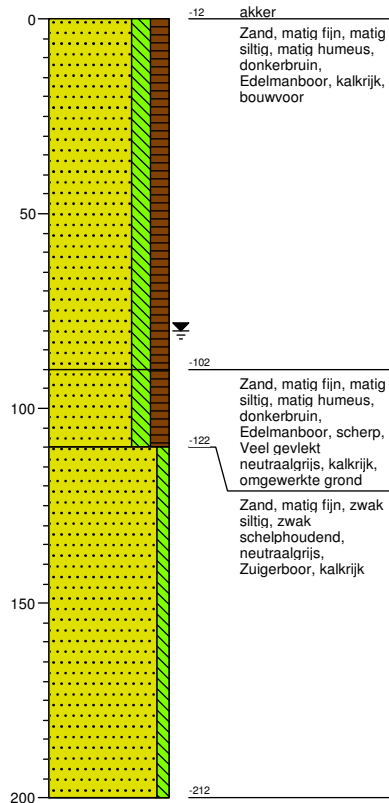 0
-12
akker
Zand, matig fijn, matig
siltig, matig humeus,
donkerbruin,
Edelmanboor, kalkrijk,
bouwvoor
50
-102
Zand, matig fijn, matig
siltig, matig humeus,
donkerbruin,
Edelmanboor, scherp,
Veel gevlekt
neutraalgrijs, kalkrijk,
omgewerkte grond
100
-122
Zand, matig fijn, zwak
siltig, zwak
schelphoudend,
neutraalgrijs,
Zuigerboor, kalkrijk
150
200
-212